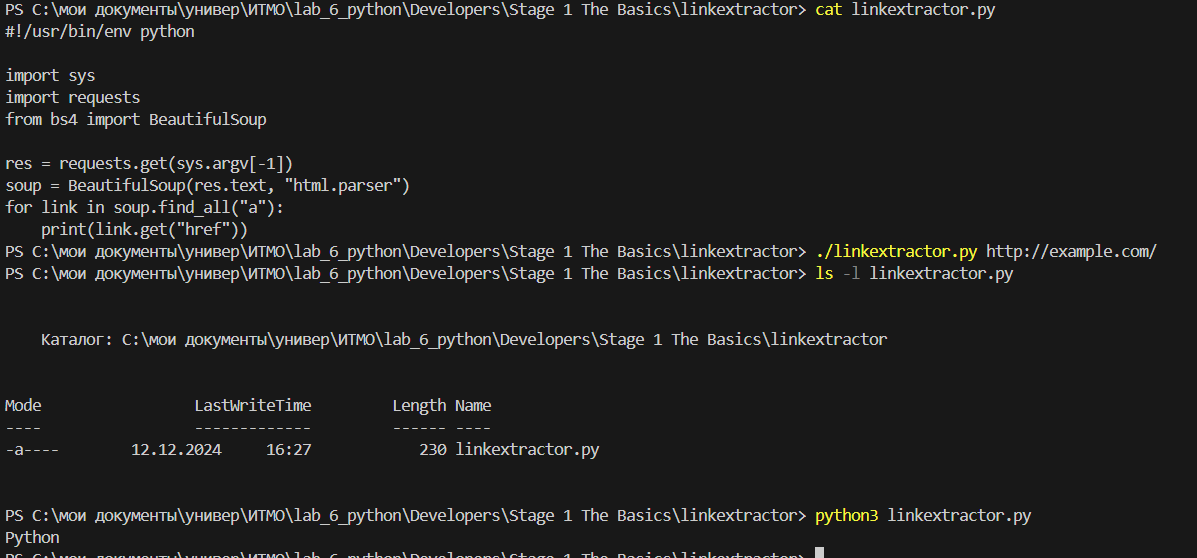 PS C:\мои документы\универ\ИТМО\lab_6_python\Developers\Stage 1 The Basics\linkextractor> cat linkextractor.py
#!/usr/bin/env python
import sys
import requests
from bs4 import BeautifulSoup
res = requests.get(sys.argv[-1])
soup = BeautifulSoup(res.text, "html.parser")
for link in soup.find_all("a"):
    print(link.get("href"))
PS C:\мои документы\универ\ИТМО\lab_6_python\Developers\Stage 1 The Basics\linkextractor> ./linkextractor.py http://example.com/
PS C:\мои документы\универ\ИТМО\lab_6_python\Developers\Stage 1 The Basics\linkextractor> ls -l linkextractor.py
    Каталог: C:\мои документы\универ\ИТМО\lab_6_python\Developers\Stage 1 The Basics\linkextractor
Mode                 LastWriteTime         Length Name
----                 -------------         ------ ----
-a----        12.12.2024     16:27            230 linkextractor.py
PS C:\мои документы\универ\ИТМО\lab_6_python\Developers\Stage 1 The Basics\linkextractor> python3 linkextractor.py
Python
PS C:\мои документы\универ\ИТМО\lab_6_python\Developers\Stage 1 The Basics\linkextractor>